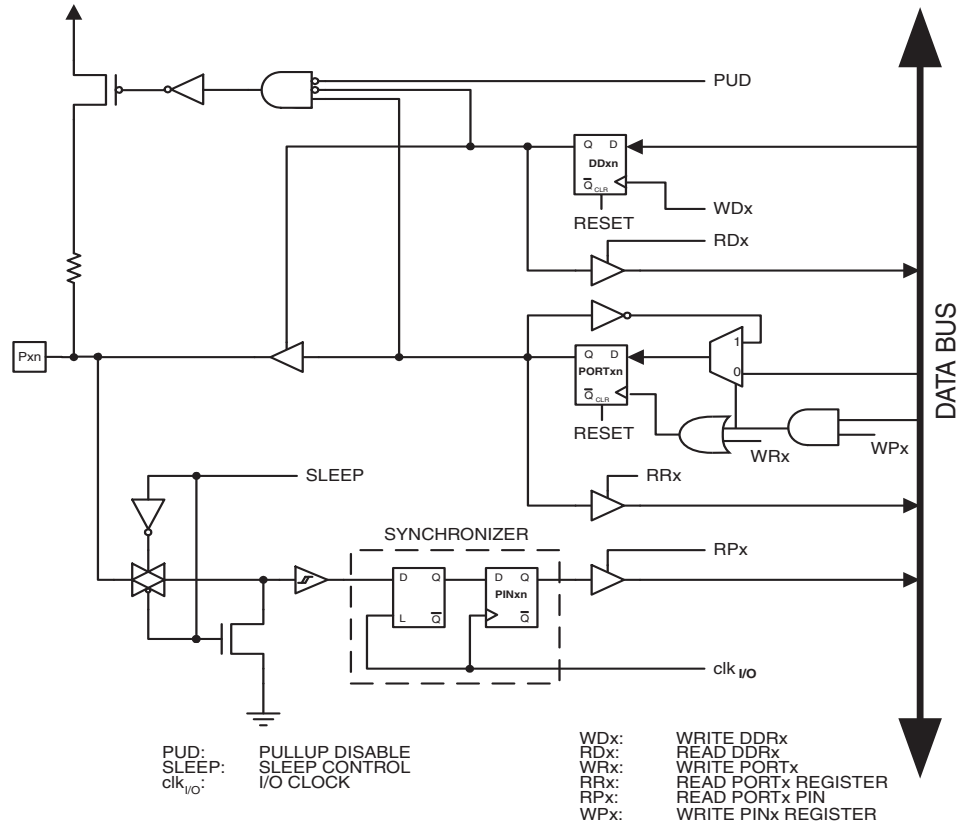 PUD
Q D
DDxn
Q CLR
WDx
RESET
RDx
DATA BUS
1
Pxn
Q D
PORTxn
0
Q CLR
RESET
WRx
WPx
SLEEP
RRx
SYNCHRONIZER
RPx
D Q
D Q
PINxn
L Q
Q
clk I/O
PUD: PULLUP DISABLE
SLEEP: SLEEP CONTROL
clkI/O: I/O CLOCK
WDx: WRITE DDRx
RDx: READ DDRx
WRx: WRITE PORTx
RRx: READ PORTx REGISTER
RPx: READ PORTx PIN
WPx: WRITE PINx REGISTER